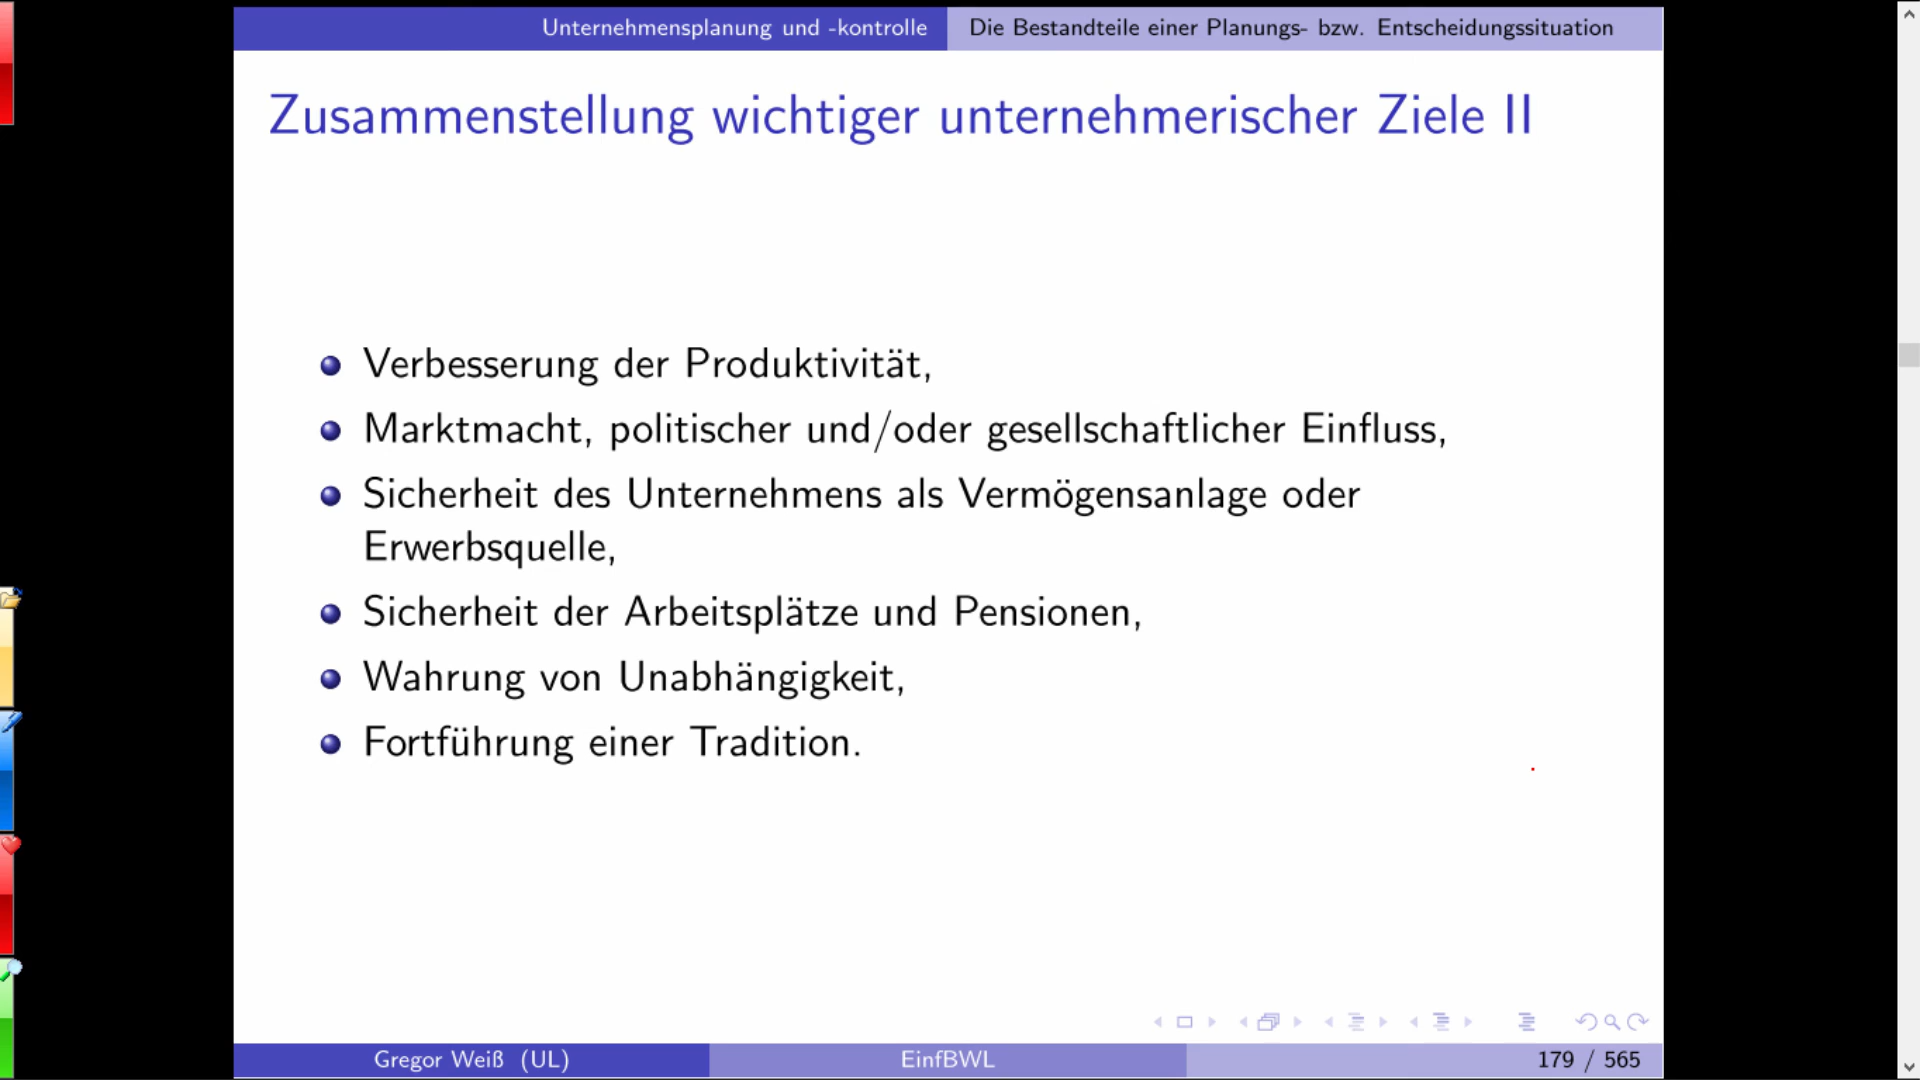 Unternehmensplanung und -kontrolle Die Bestandteile einer Planungs- bzw. Entscheidungssituation
Zusammenstellung wichtiger unternehmerischer Ziele II
Verbesserung der Produktivität,
Marktmacht, politischer und/oder gesellschaftlicher Einfluss,
Sicherheit des Unternehmens als Vermögensanlage oder
Erwerbsquelle,
Sicherheit der Arbeitsplätze und Pensionen,
Wahrung von Unabhängigkeit,
Fortführung einer Tradition.
Gregor Weiß (UL) EinfBWL 179 / 565